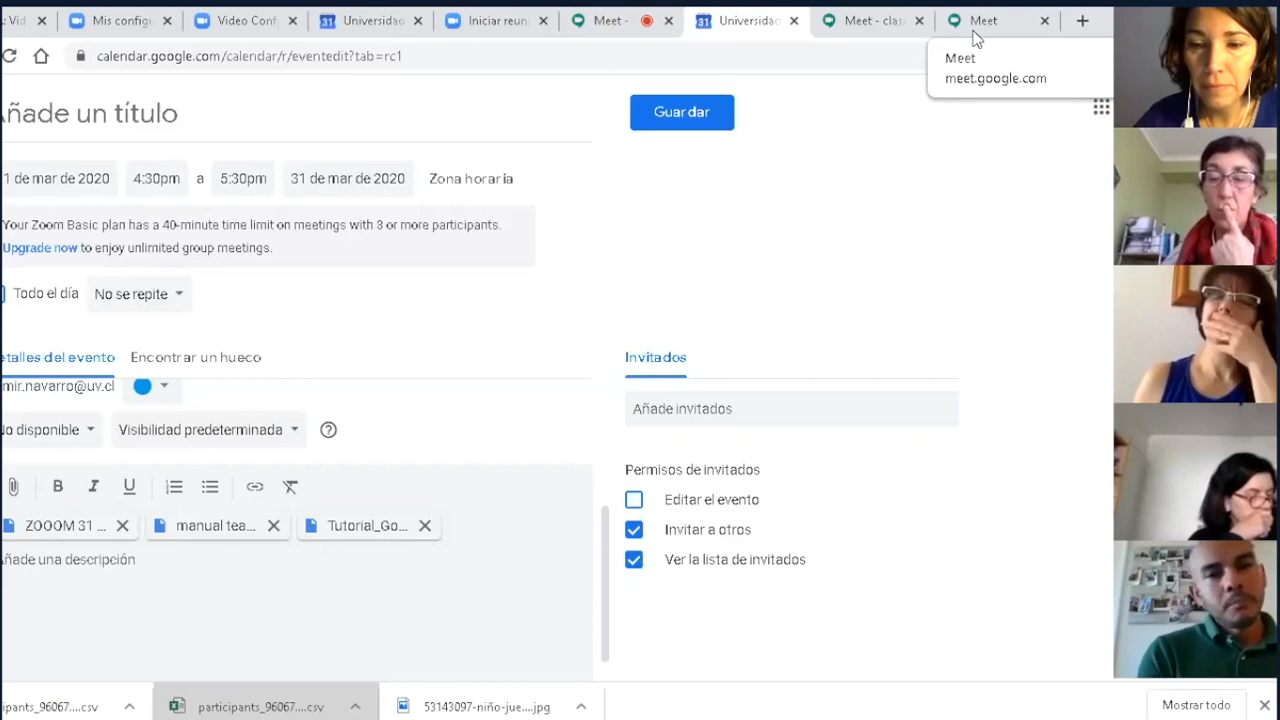 Mis configu
Video Conf
Universidad
Iniciar reun
Meet -
Universidad
Meet - clas
Meet
calendar.google.com/calendar/r/eventedit?tab=rc1
Meet
meet.google.com
ñade un título
Guardar
1 de mar de 2020
4:30pm
a
5:30pm
31 de mar de 2020
Zona horaria
Your Zoom Basic plan has a 40-minute time limit on meetings with 3 or more participants.
Upgrade now to enjoy unlimited group meetings.
Todo el día
No se repite
etalles del evento
Encontrar un hueco
Invitados
mir.navarro@uv.cl
Añade invitados
No disponible
Visibilidad predeterminada
Permisos de invitados
B I U
Editar el evento
ZOOOM 31 ...
manual tea...
Tutorial_Go...
Invitar a otros
ñade una descripción
Ver la lista de invitados
ipants_96067....csv
participants_96067....csv
53143097-niño-jue....jpg
Mostrar todo